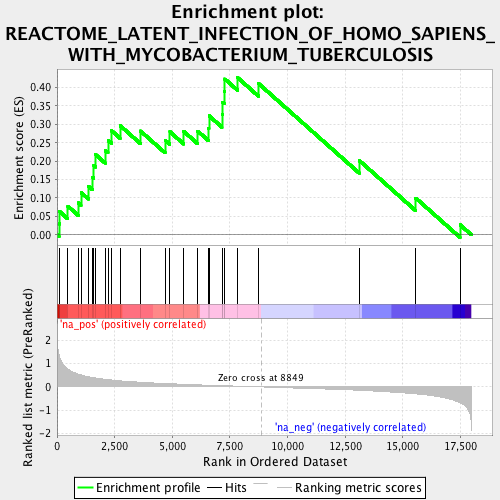 Enrichment plot:
REACTOME_LATENT_INFECTION_OF_HOMO_SAPIENS_
WITH_MYCOBACTERIUM_TUBERCULOSIS
Enrichment score (ES)
0.40
0.35
0.30
0.25
0.20
0.15
0.10
0.05
0.00
'na_pos' (positively correlated)
Ranked list metric (PreRanked)
2
1
0
-1
-2
Zero cross at 8849
'na_neg' (negatively correlated)
0 2,500 5,000 7,500 10,000 12,500 15,000 17,500
Rank in Ordered Dataset
Enrichment profile Hits Ranking metric scores